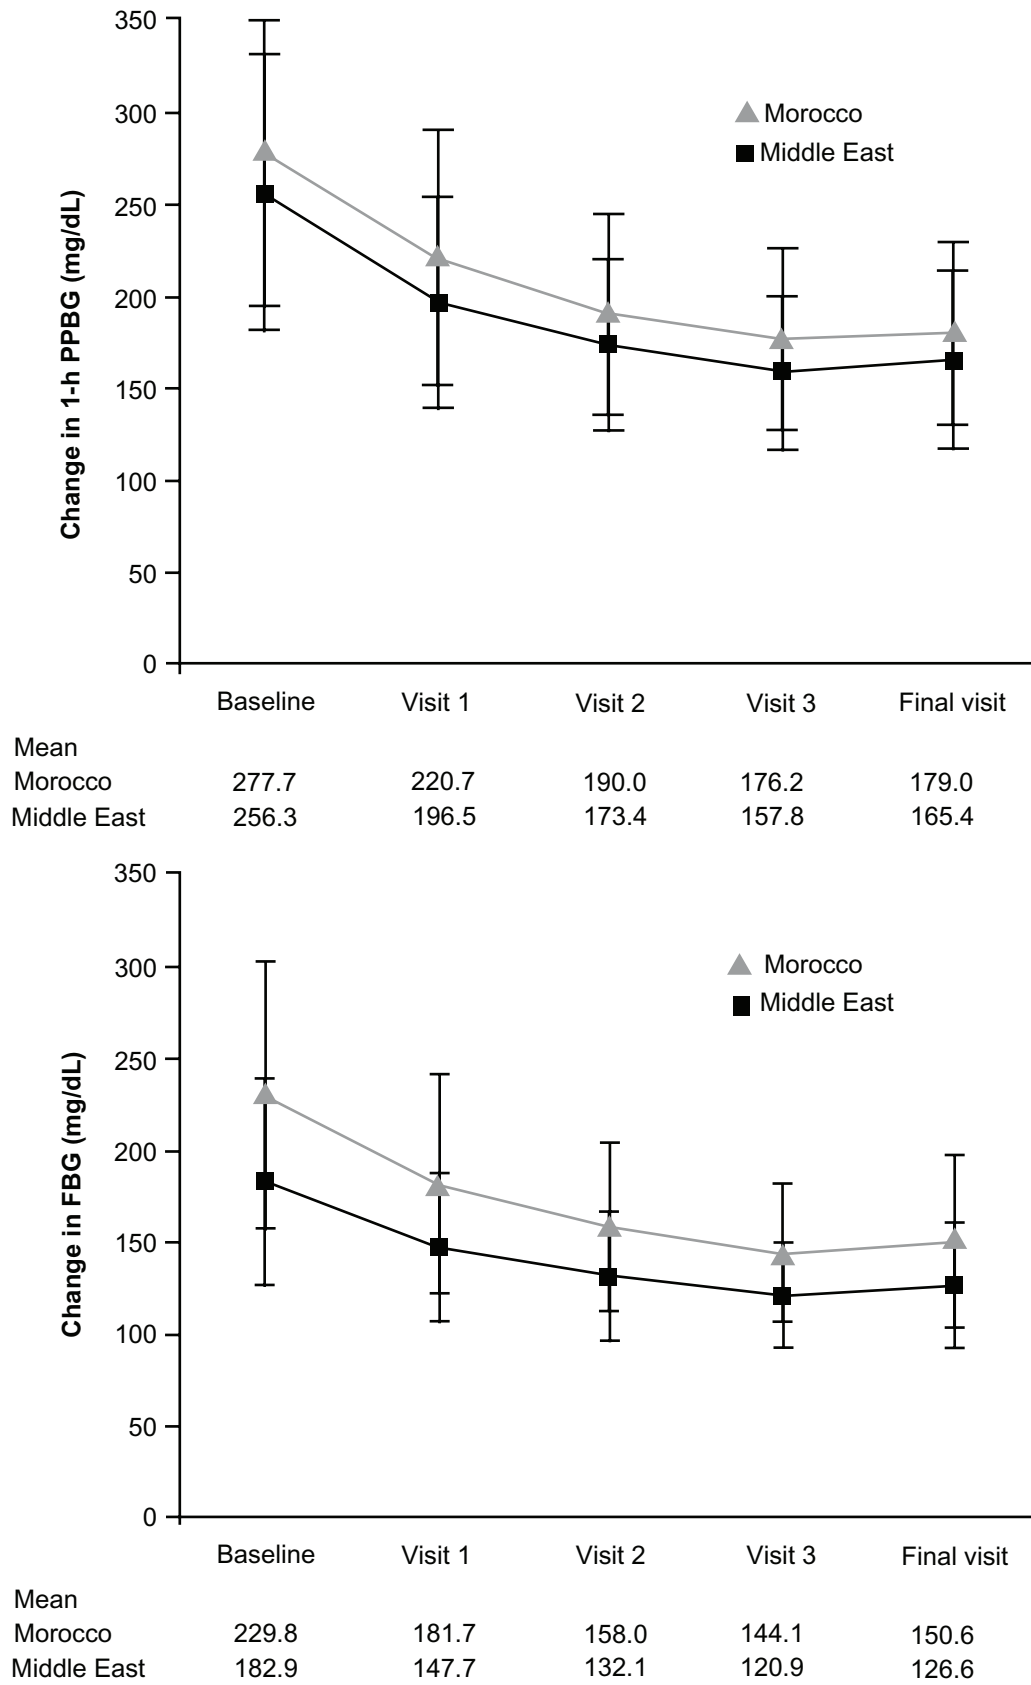 350
300
250
200
150
100
50
0
Change in 1-h PPBG (mg/dL)
Morocco
Middle East
Baseline Visit 1 Visit 2 Visit 3 Final visit
Mean
Morocco 277.7 220.7 190.0 176.2 179.0
Middle East 256.3 196.5 173.4 157.8 165.4
350
300
250
200
150
100
50
0
Change in FBG (mg/dL)
Morocco
Middle East
Baseline Visit 1 Visit 2 Visit 3 Final visit
Mean
Morocco 229.8 181.7 158.0 144.1 150.6
Middle East 182.9 147.7 132.1 120.9 126.6